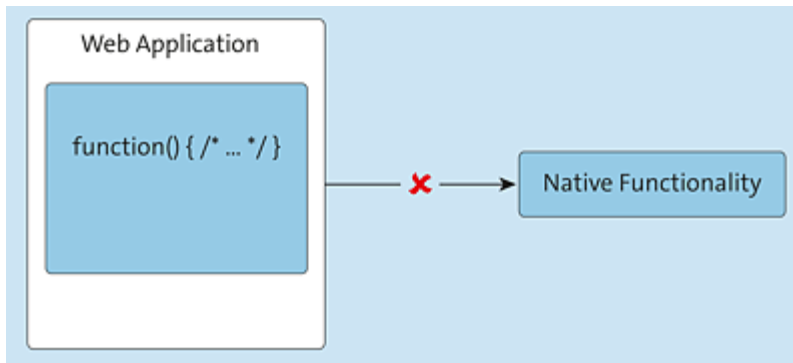 Web Application
function() { /* ... */ }
Native Functionality